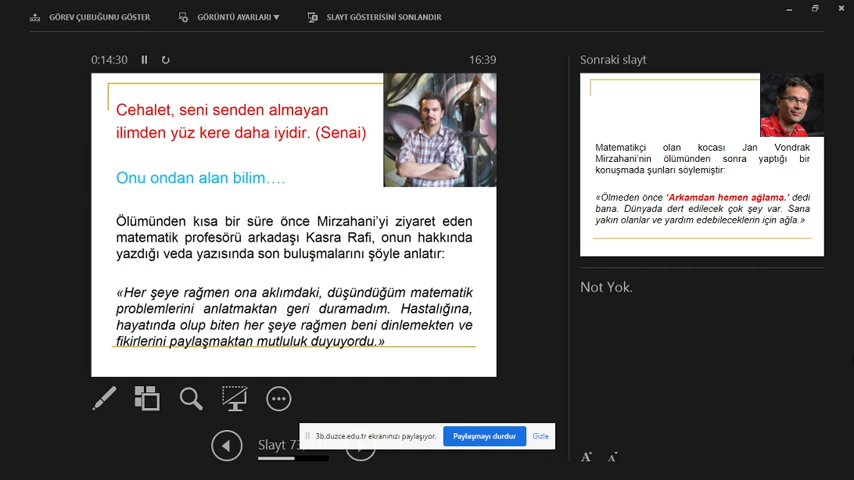 GÖREV ÇUBUĞUNU GÖSTER
GÖRÜNTÜ AYARLARI
SLAYT GÖSTERİSİNİ SONLANDIR
0:14:30
16:39
Cehalet, seni senden almayan
ilimden yüz kere daha iyidir. (Senai)
Onu ondan alan bilim….
Ölümünden kısa bir süre önce Mirzahani’yi ziyaret eden
matematik profesörü arkadaşı Kasra Rafi, onun hakkında
yazdığı veda yazısında son buluşmalarını şöyle anlatır:
«Her şeye rağmen ona aklımdaki, düşündüğüm matematik
problemlerini anlatmaktan geri duramadım. Hastalığına,
hayatında olup biten her şeye rağmen beni dinlemekten ve
fikirlerini paylaşmaktan mutluluk duyuyordu.»
Sonraki slayt
Matematikçi olan kocası Jan Vondrak
Mirzahani’nin ölümünden sonra yaptığı bir
konuşmada şunları söylemiştir:
«Ölmeden önce ‘Arkamdan hemen ağlama.’ dedi
bana. Dünyada dert edilecek çok şey var. Sana
yakın olanlar ve yardım edebileceklerin için ağla.»
Not Yok.
Slayt
3b.duzce.edu.tr ekranınızı paylaşıyor.
Paylaşmayı durdur
Gizle
A A